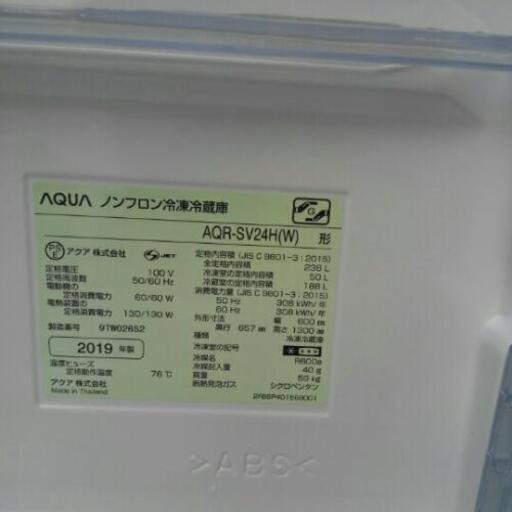 AQUA ノンフロン冷凍冷蔵庫
AQR-SV24H(W) 形
PSE アクア株式会社 JET
定格電圧 100 V
定格周波数 50/60 Hz
電動機の
定格消費電力 60/60 W
電熱装置の
定格消費電力 130/130 W
製造番号 9TW02652
2019 年製
温度ヒューズ
定格動作温度 76 ℃
アクア株式会社
Made in Thailand
定格内容積 (JIS C 9801-3 : 2015)
全定格内容積 238 L
冷凍室の定格内容積 50 L
冷蔵室の定格内容積 188 L
消費電力量 (JIS C 9801-3 : 2015)
50 Hz 308 kWh/年
60 Hz 308 kWh/年
外形寸法 幅 600 mm
奥行 657 mm 高さ 1300 mm
種類 冷凍冷蔵庫
冷凍室の記号
冷媒名 R600a
冷媒封入量 40 g
質量 59 kg
断熱発泡ガス シクロペンタン
>ABS<